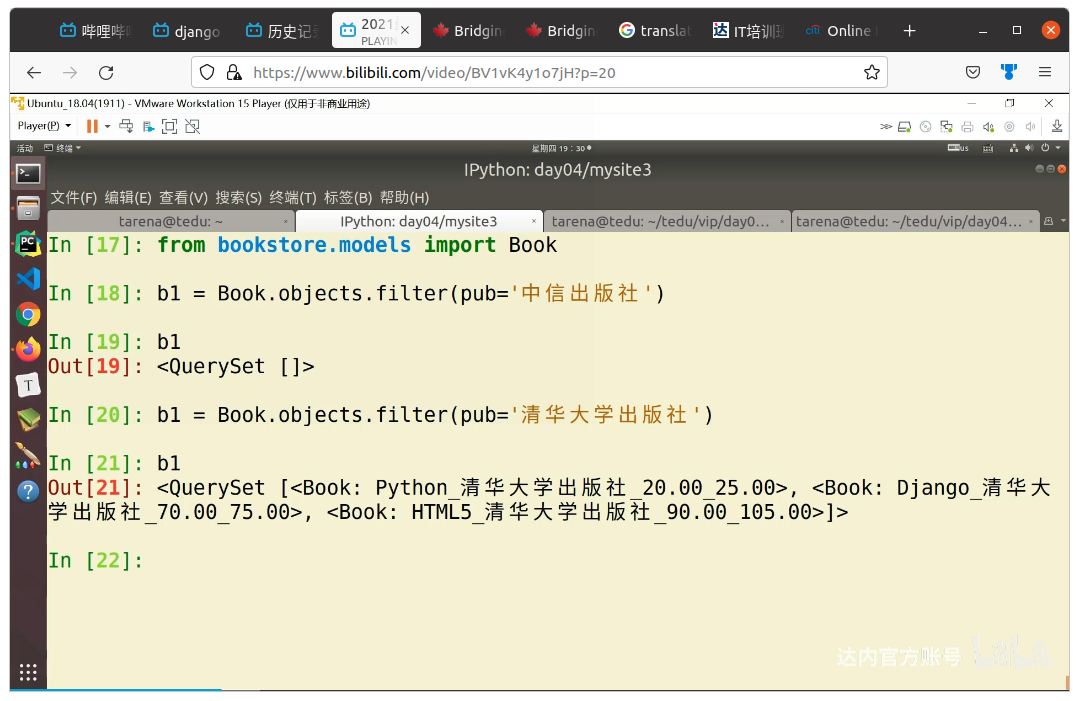 哔哩哔哩
django
历史记录
2021
PLAYIN
Bridgin
Bridgin
translat
达 IT培训班
citi Online
https://www.bilibili.com/video/BV1vK4y1o7jH?p=20
Ubuntu_18.04(1911) - VMware Workstation 15 Player (仅用于非商业用途)
Player(P)
活动 终端 星期四 19：30 US
IPython: day04/mysite3
文件(F) 编辑(E) 查看(V) 搜索(S) 终端(T) 标签(B) 帮助(H)
tarena@tedu: ~ × IPython: day04/mysite3 × tarena@tedu: ~/tedu/vip/day0... × tarena@tedu: ~/tedu/vip/day04... ×
In [17]: from bookstore.models import Book
In [18]: b1 = Book.objects.filter(pub='中信出版社')
In [19]: b1
Out[19]: <QuerySet []>
In [20]: b1 = Book.objects.filter(pub='清华大学出版社')
In [21]: b1
Out[21]: <QuerySet [<Book: Python_清华大学出版社_20.00_25.00>, <Book: Django_清华大
学出版社_70.00_75.00>, <Book: HTML5_清华大学出版社_90.00_105.00>]>
In [22]:
PC
T
?
达内官方账号